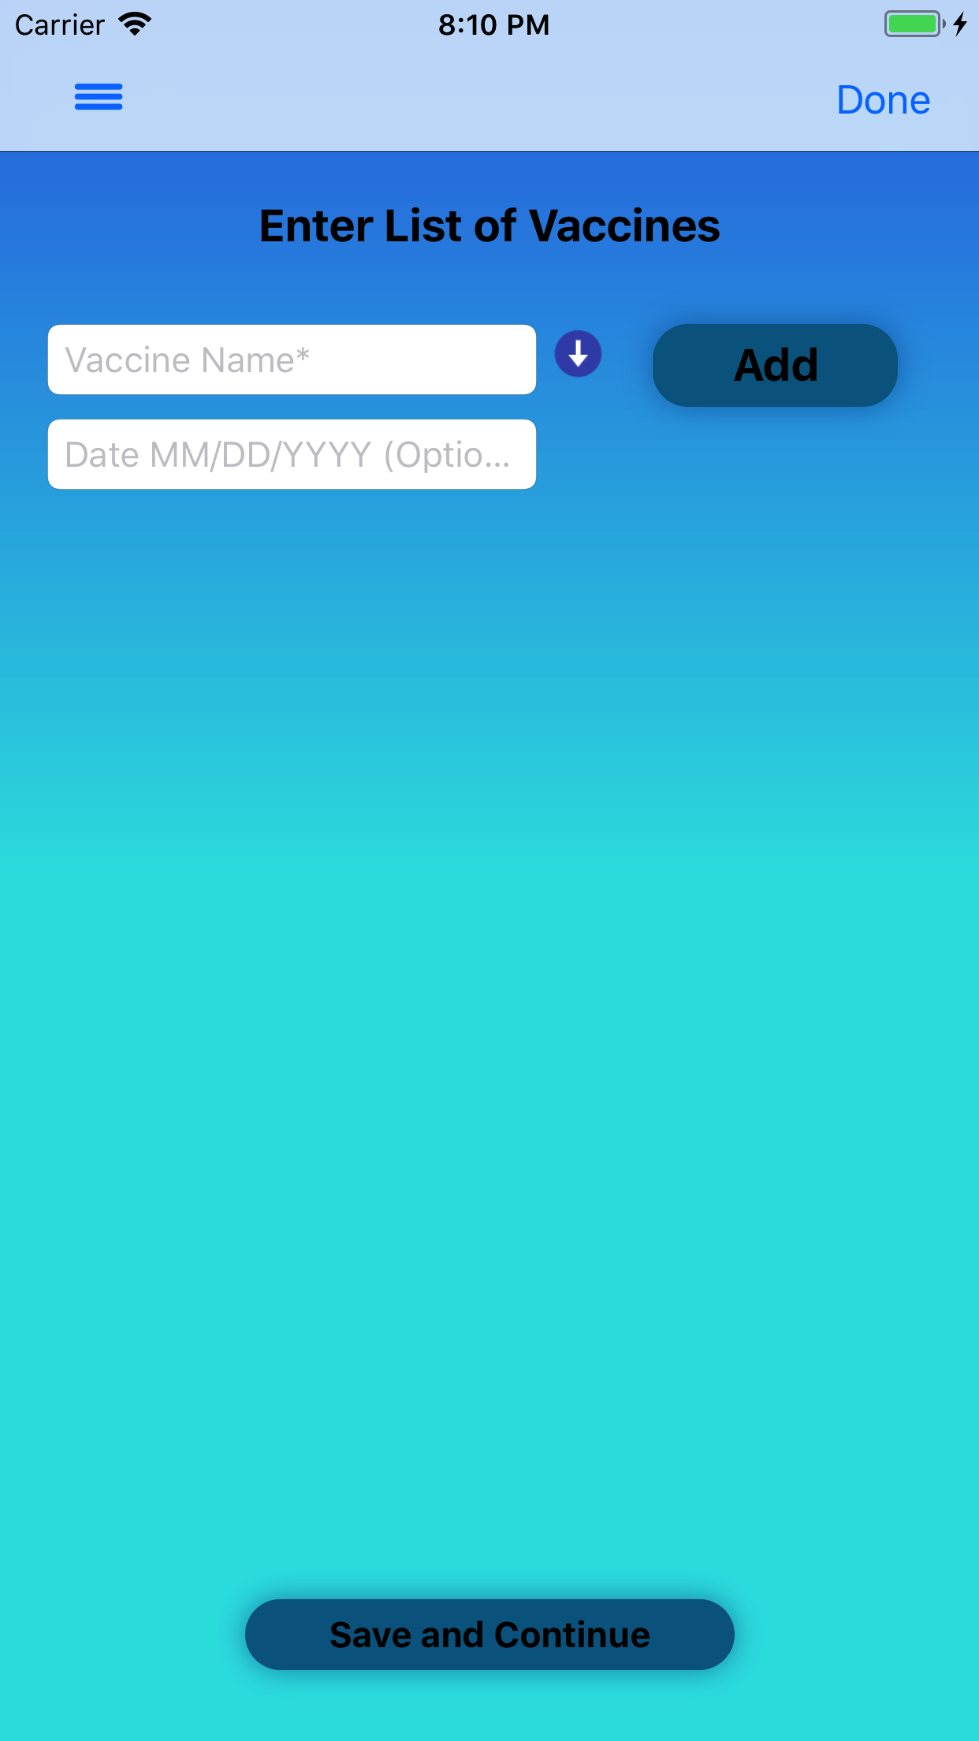 Carrier 8:10 PM
Done
Enter List of Vaccines
Vaccine Name*
Add
Date MM/DD/YYYY (Optio...
Save and Continue